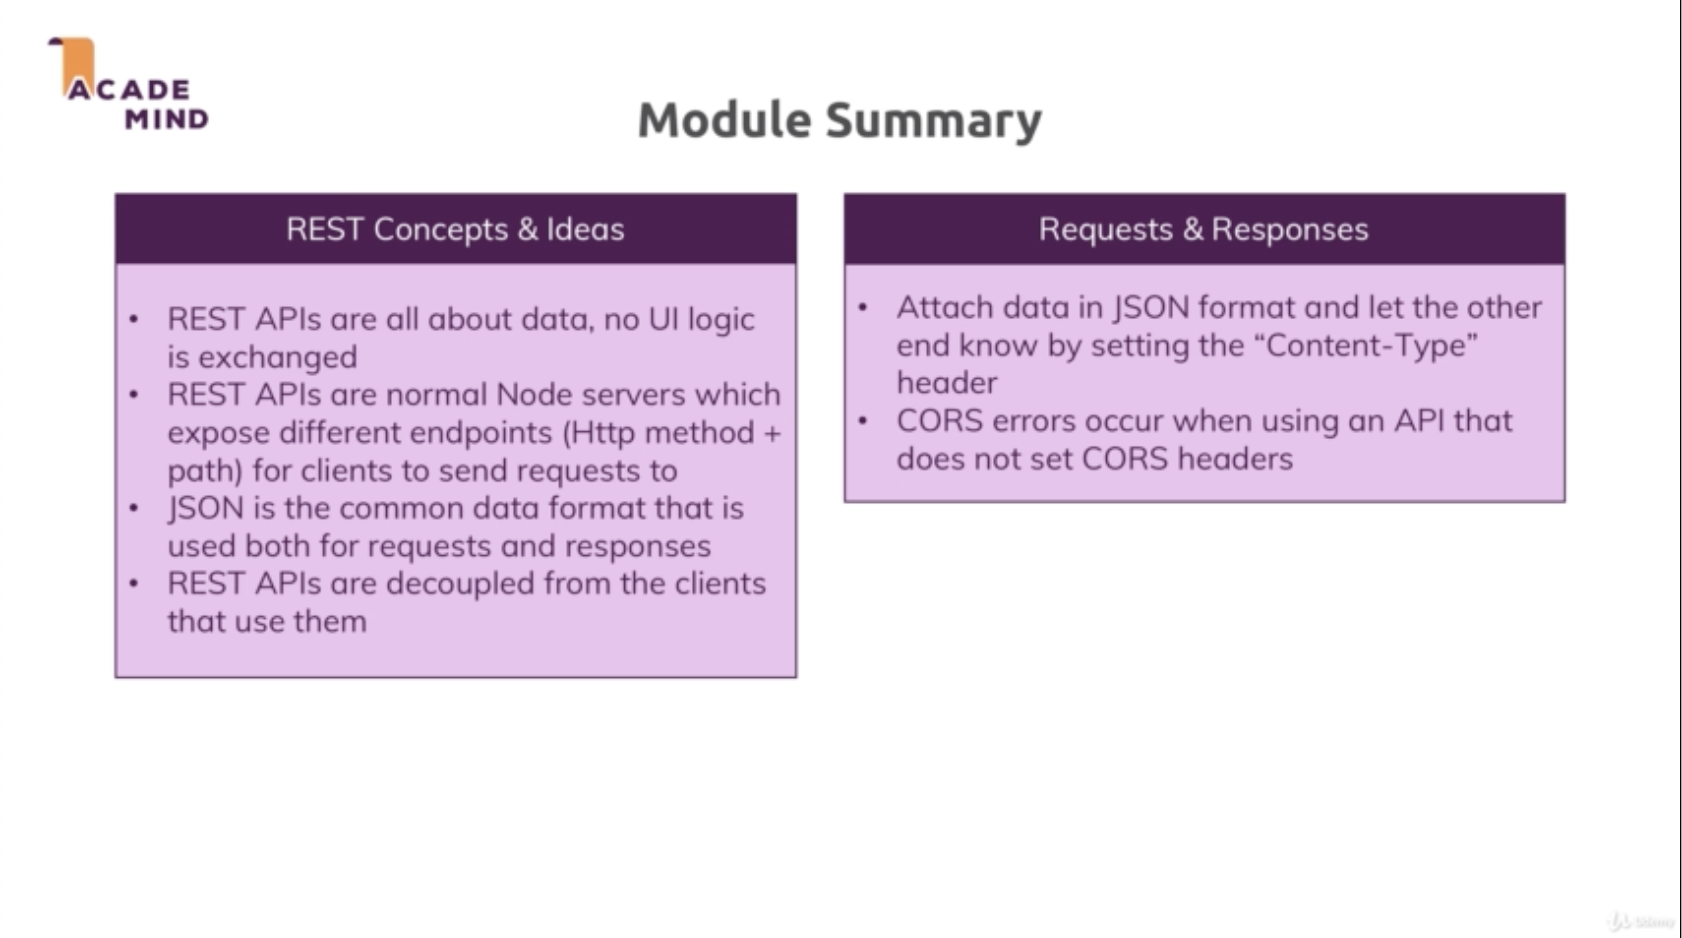 ACADE
MIND
Module Summary
REST Concepts & Ideas
• REST APIs are all about data, no UI logic
is exchanged
• REST APIs are normal Node servers which
expose different endpoints (Http method +
path) for clients to send requests to
• JSON is the common data format that is
used both for requests and responses
• REST APIs are decoupled from the clients
that use them
Requests & Responses
• Attach data in JSON format and let the other
end know by setting the “Content-Type”
header
• CORS errors occur when using an API that
does not set CORS headers
Udemy